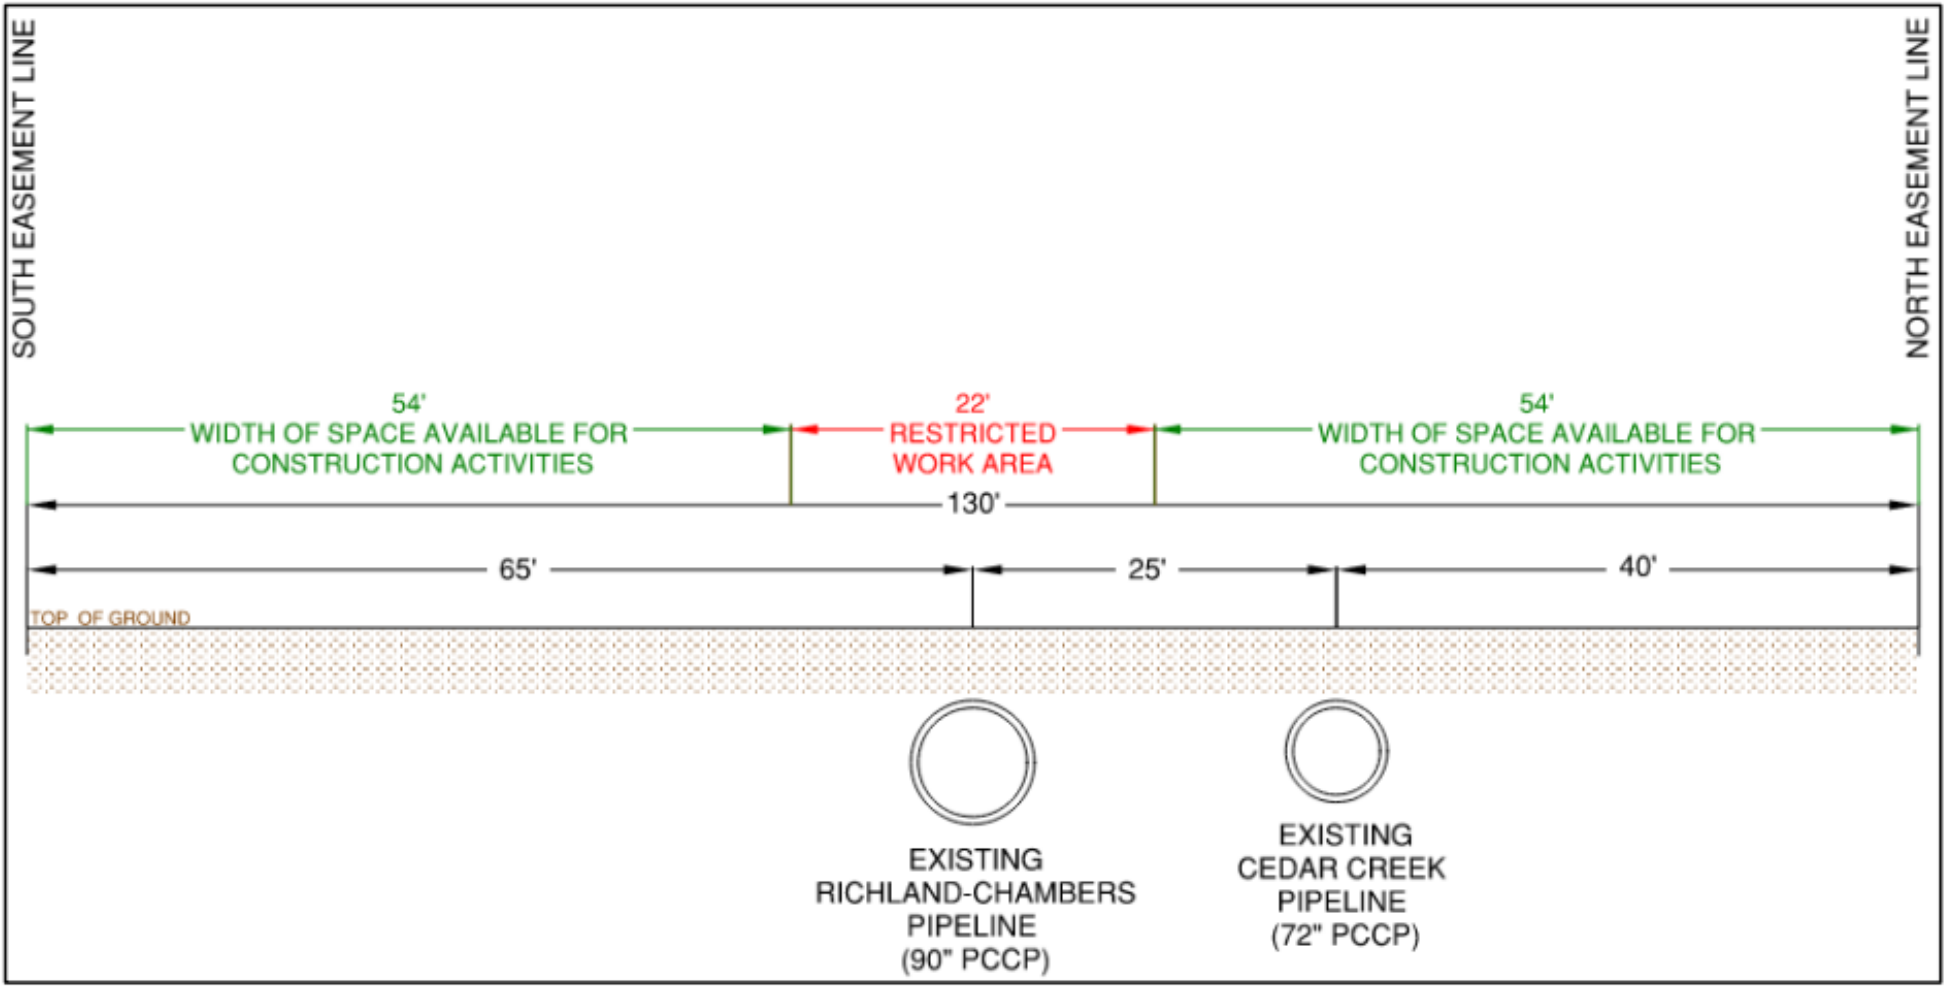 SOUTH EASEMENT LINE
NORTH EASEMENT LINE
54'
WIDTH OF SPACE AVAILABLE FOR
CONSTRUCTION ACTIVITIES
22'
RESTRICTED
WORK AREA
54'
WIDTH OF SPACE AVAILABLE FOR
CONSTRUCTION ACTIVITIES
130'
65'
25'
40'
TOP OF GROUND
EXISTING
RICHLAND-CHAMBERS
PIPELINE
(90" PCCP)
EXISTING
CEDAR CREEK
PIPELINE
(72" PCCP)